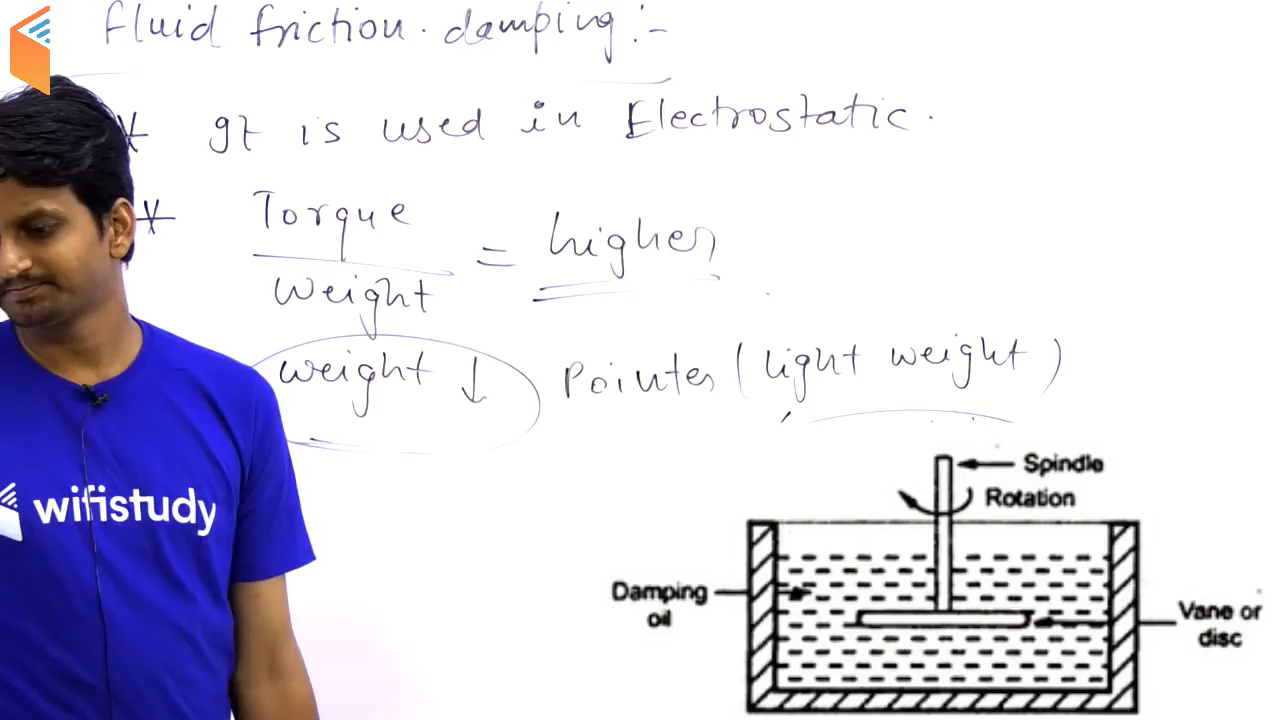 Fluid friction damping :-
* It is used in Electrostatic.
* Torque
Weight
= higher
weight ↓ Pointer (light weight)
Spindle
Rotation
Damping
oil
Vane or
disc
wifistudy